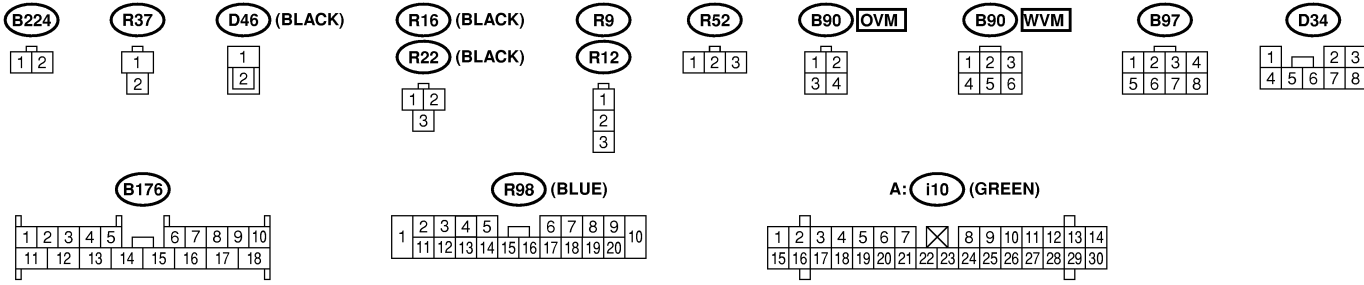 B224 R37 D46 (BLACK) R16 (BLACK) R9 R52 B90 OVM B90 WVM B97 D34
R22 (BLACK) R12
1 2
1
2
1
2
1 2
3
1
2
3
1 2 3
1 2
3 4
1 2 3
4 5 6
1 2 3 4
5 6 7 8
1 2 3
4 5 6 7 8
B176 R98 (BLUE) A: i10 (GREEN)
1 2 3 4 5 6 7 8 9 10
11 12 13 14 15 16 17 18
1 2 3 4 5 6 7 8 9 10
11 12 13 14 15 16 17 18 19 20
1 2 3 4 5 6 7 8 9 10 11 12 13 14
15 16 17 18 19 20 21 22 23 24 25 26 27 28 29 30